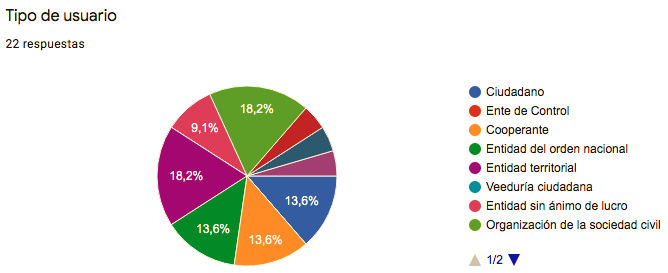 Tipo de usuario
22 respuestas
18,2%
9,1%
18,2%
13,6%
13,6%
13,6%
Ciudadano
Ente de Control
Cooperante
Entidad del orden nacional
Entidad territorial
Veeduría ciudadana
Entidad sin ánimo de lucro
Organización de la sociedad civil
1/2